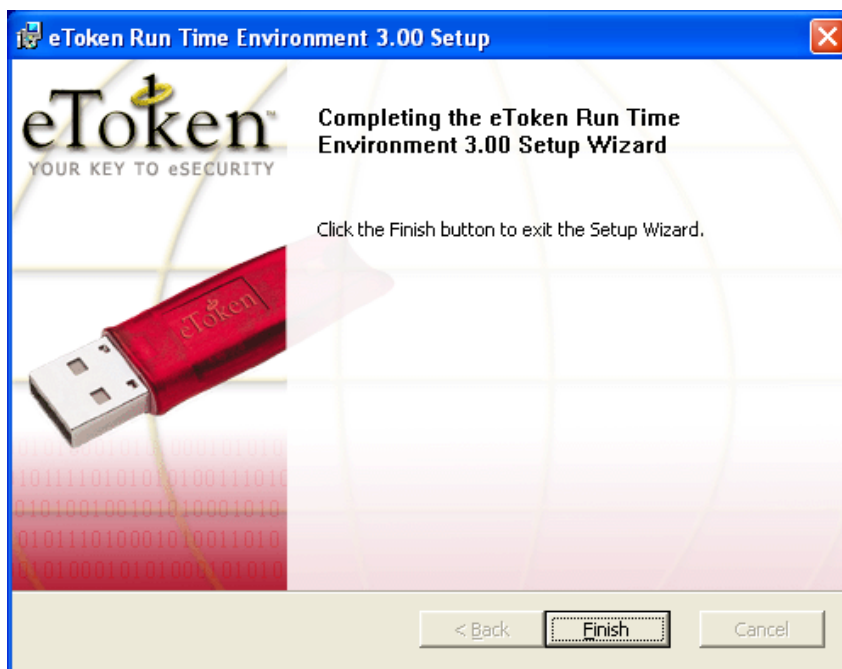 eToken Run Time Environment 3.00 Setup
eToken™
YOUR KEY TO eSECURITY
Completing the eToken Run Time
Environment 3.00 Setup Wizard
Click the Finish button to exit the Setup Wizard.
eToken
< Back
Finish
Cancel